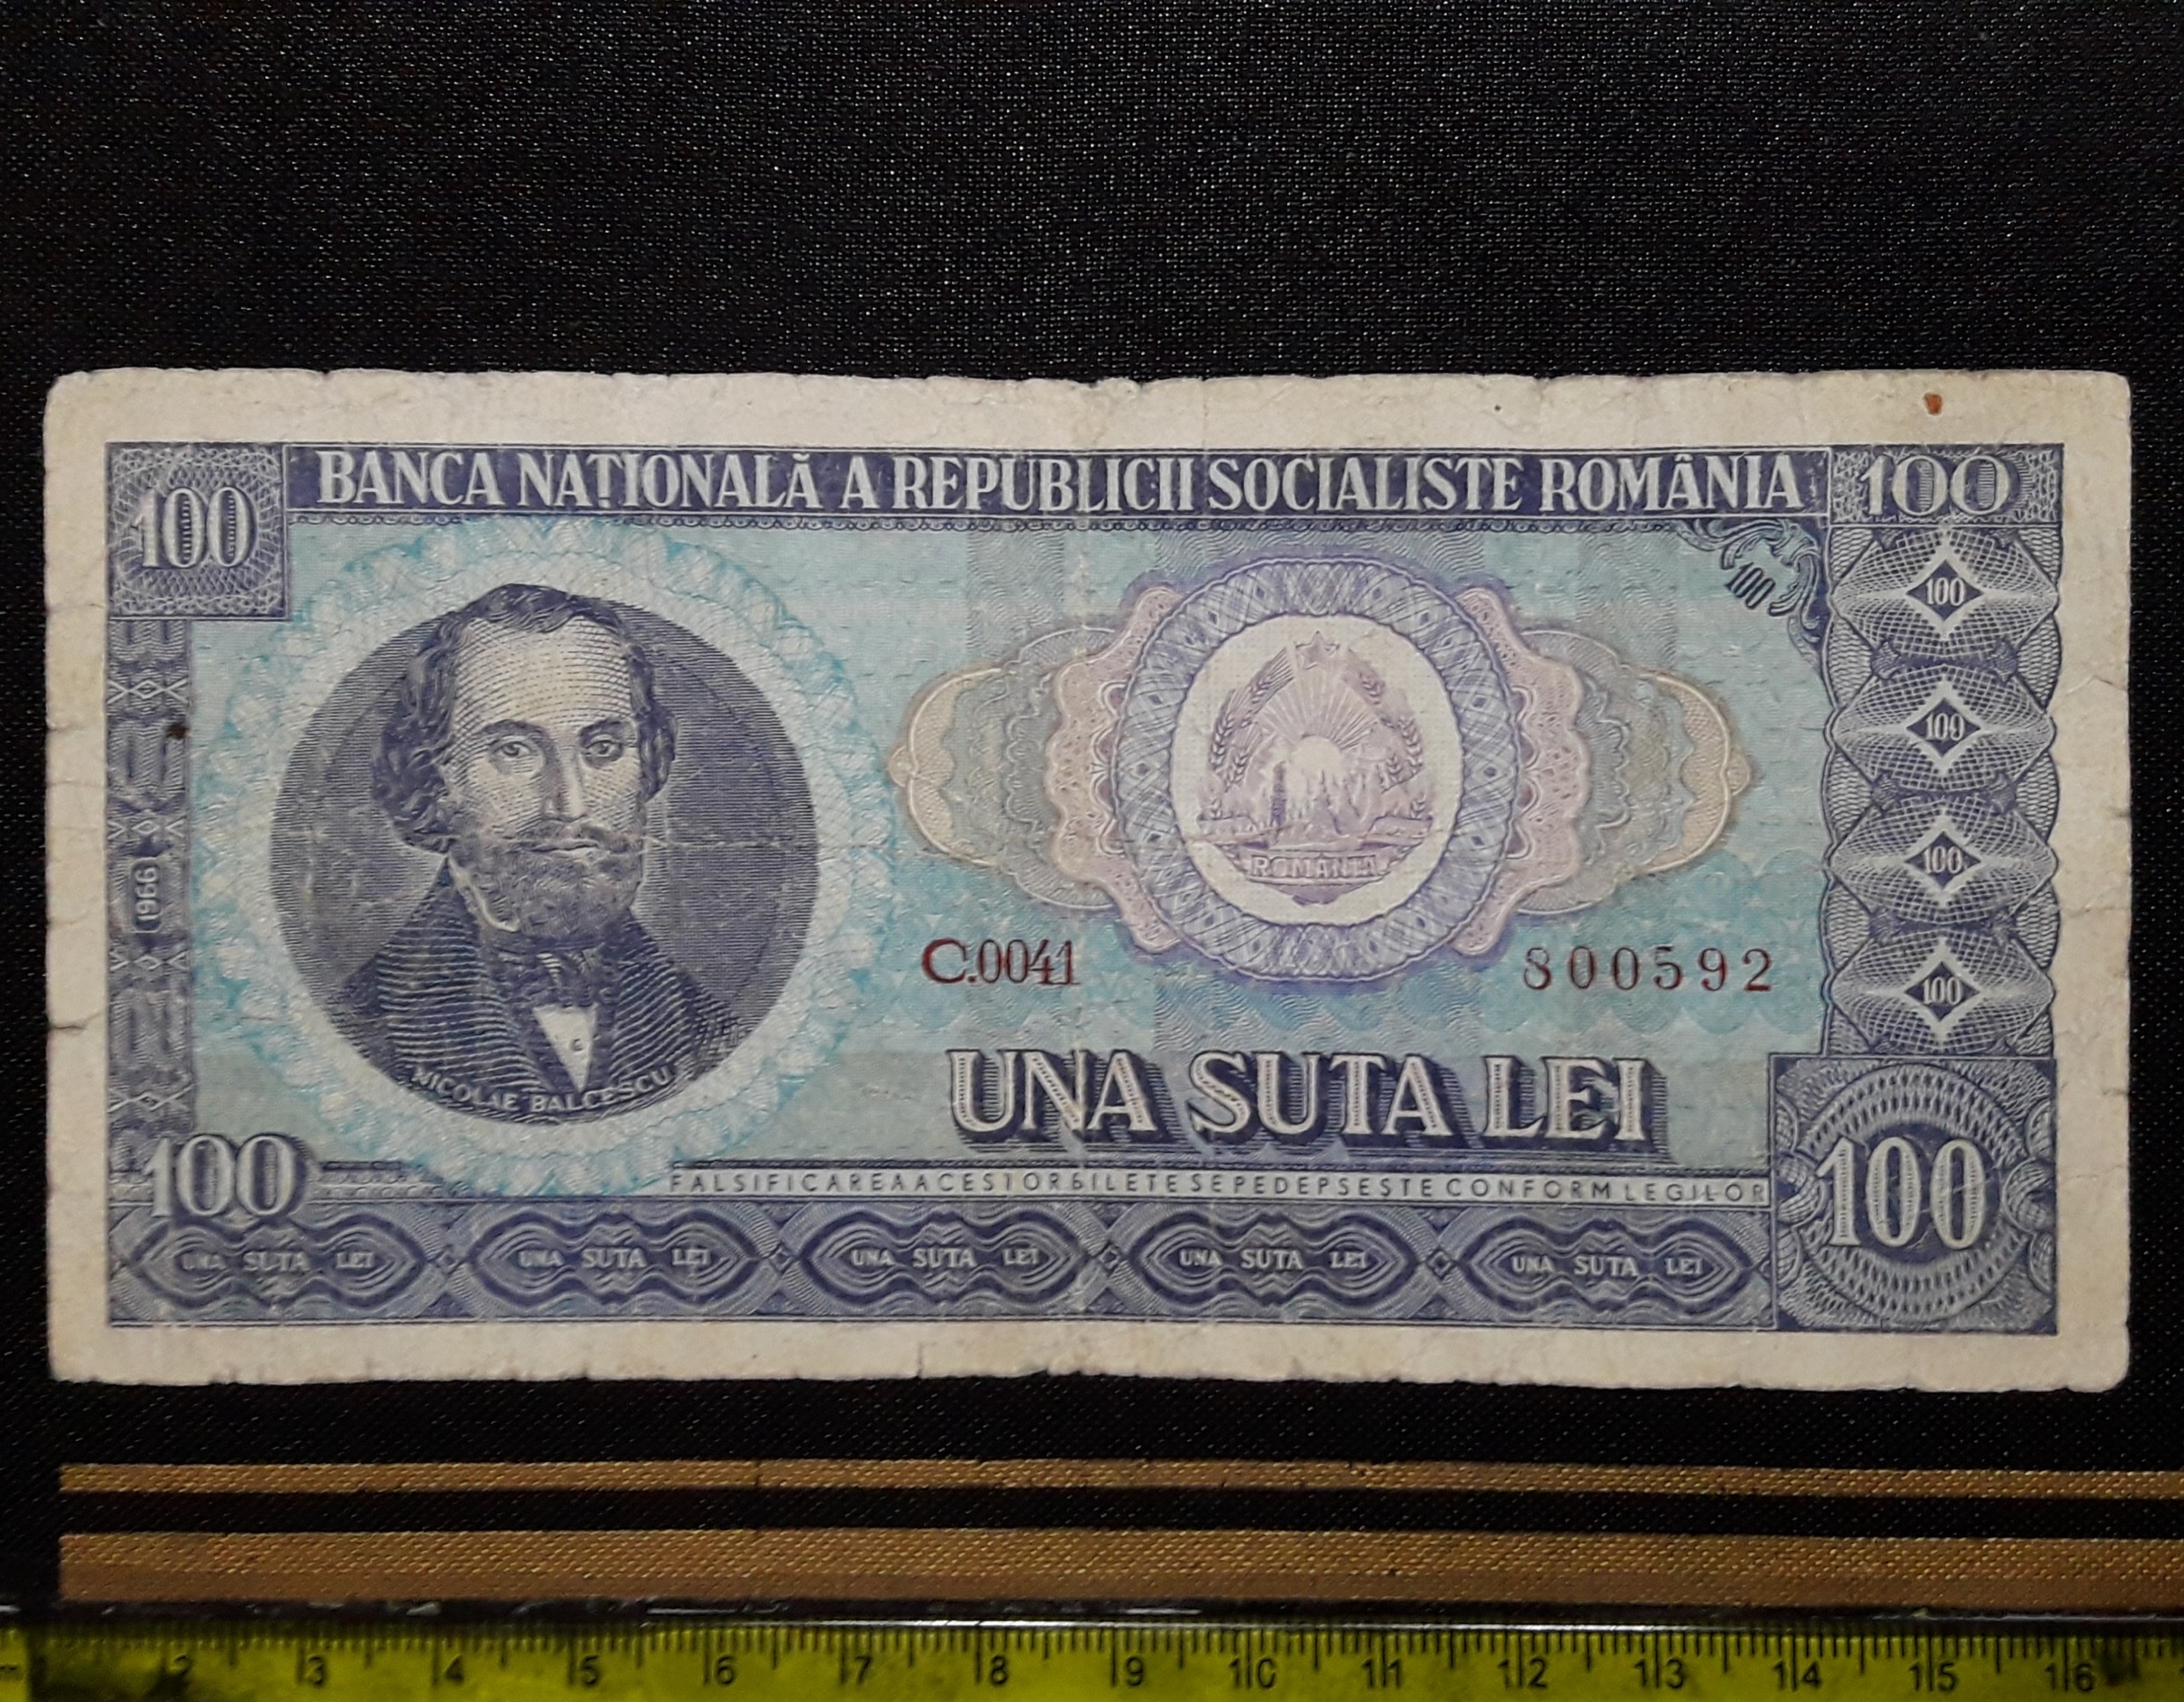 BANCA NAȚIONALĂ A REPUBLICII SOCIALISTE ROMÂNIA
100
100
100
100
100
100
100
1966
ROMÂNIA
C.0041
800592
NICOLAE BALCESCU
UNA SUTA LEI
100
100
FALSIFICAREA ACESTOR BILETE SE PEDEPSEȘTE CONFORM LEGILOR
UNA SUTA LEI UNA SUTA LEI UNA SUTA LEI UNA SUTA LEI UNA SUTA LEI
2 3 4 5 6 7 8 9 10 11 12 13 14 15 16